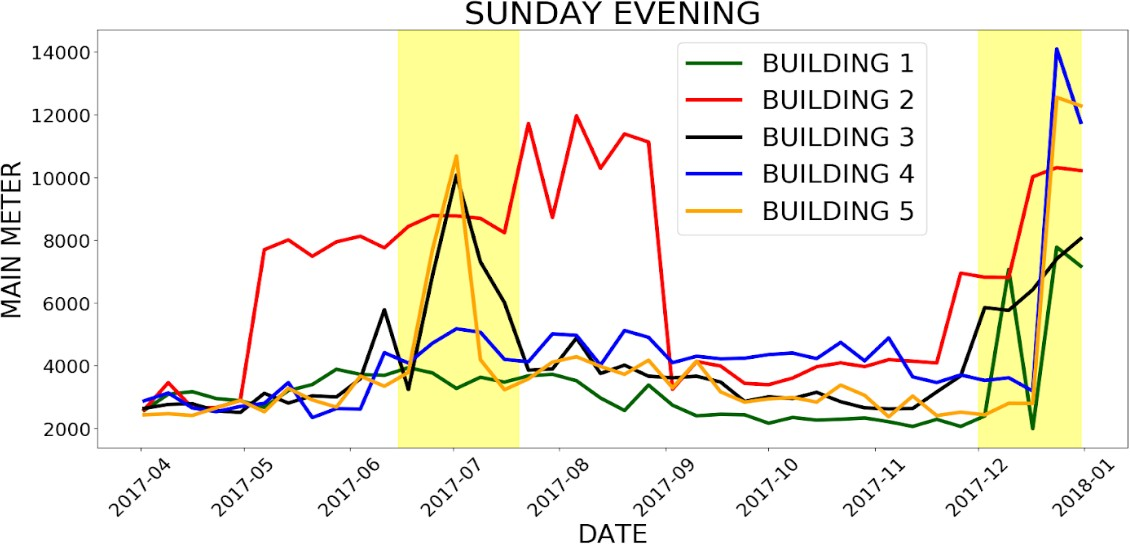 SUNDAY EVENING
MAIN METER
14000
12000
10000
8000
6000
4000
2000
BUILDING 1
BUILDING 2
BUILDING 3
BUILDING 4
BUILDING 5
2017-04
2017-05
2017-06
2017-07
2017-08
2017-09
2017-10
2017-11
2017-12
2018-01
DATE